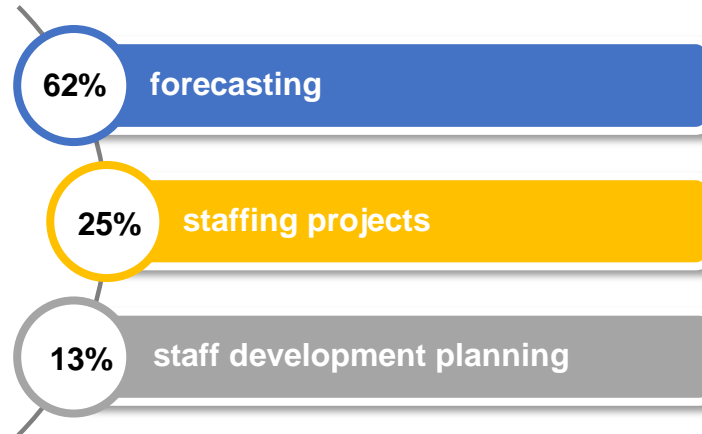 62% forecasting
25% staffing projects
13% staff development planning